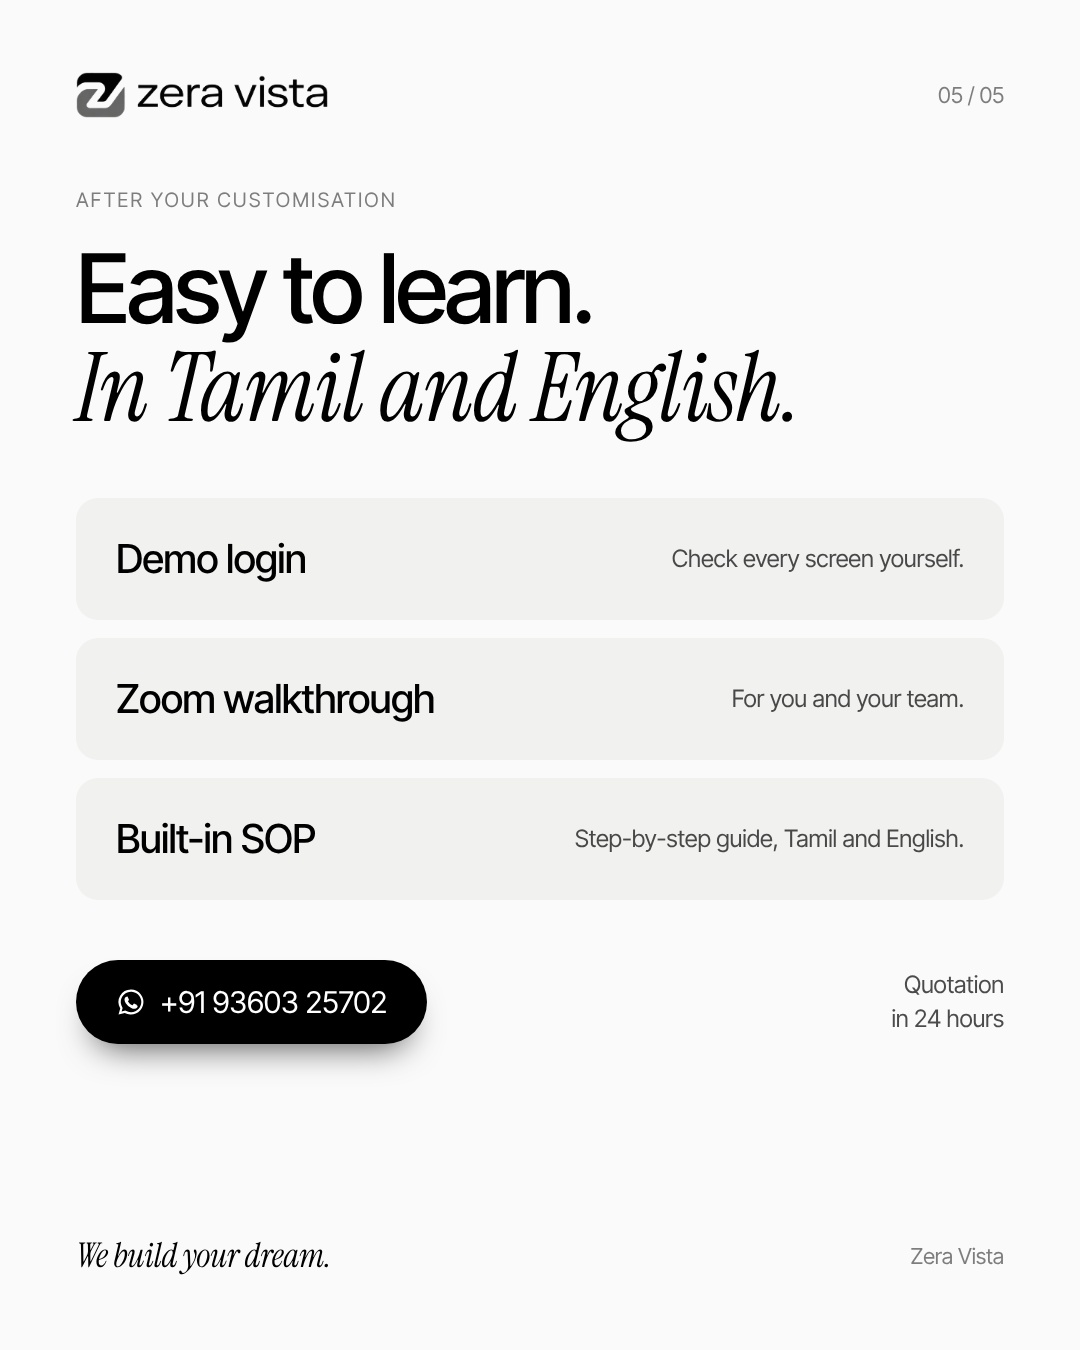 zera vista
05 / 05
AFTER YOUR CUSTOMISATION
Easy to learn.
In Tamil and English.
Demo login
Check every screen yourself.
Zoom walkthrough
For you and your team.
Built-in SOP
Step-by-step guide, Tamil and English.
+91 93603 25702
Quotation
in 24 hours
We build your dream.
Zera Vista